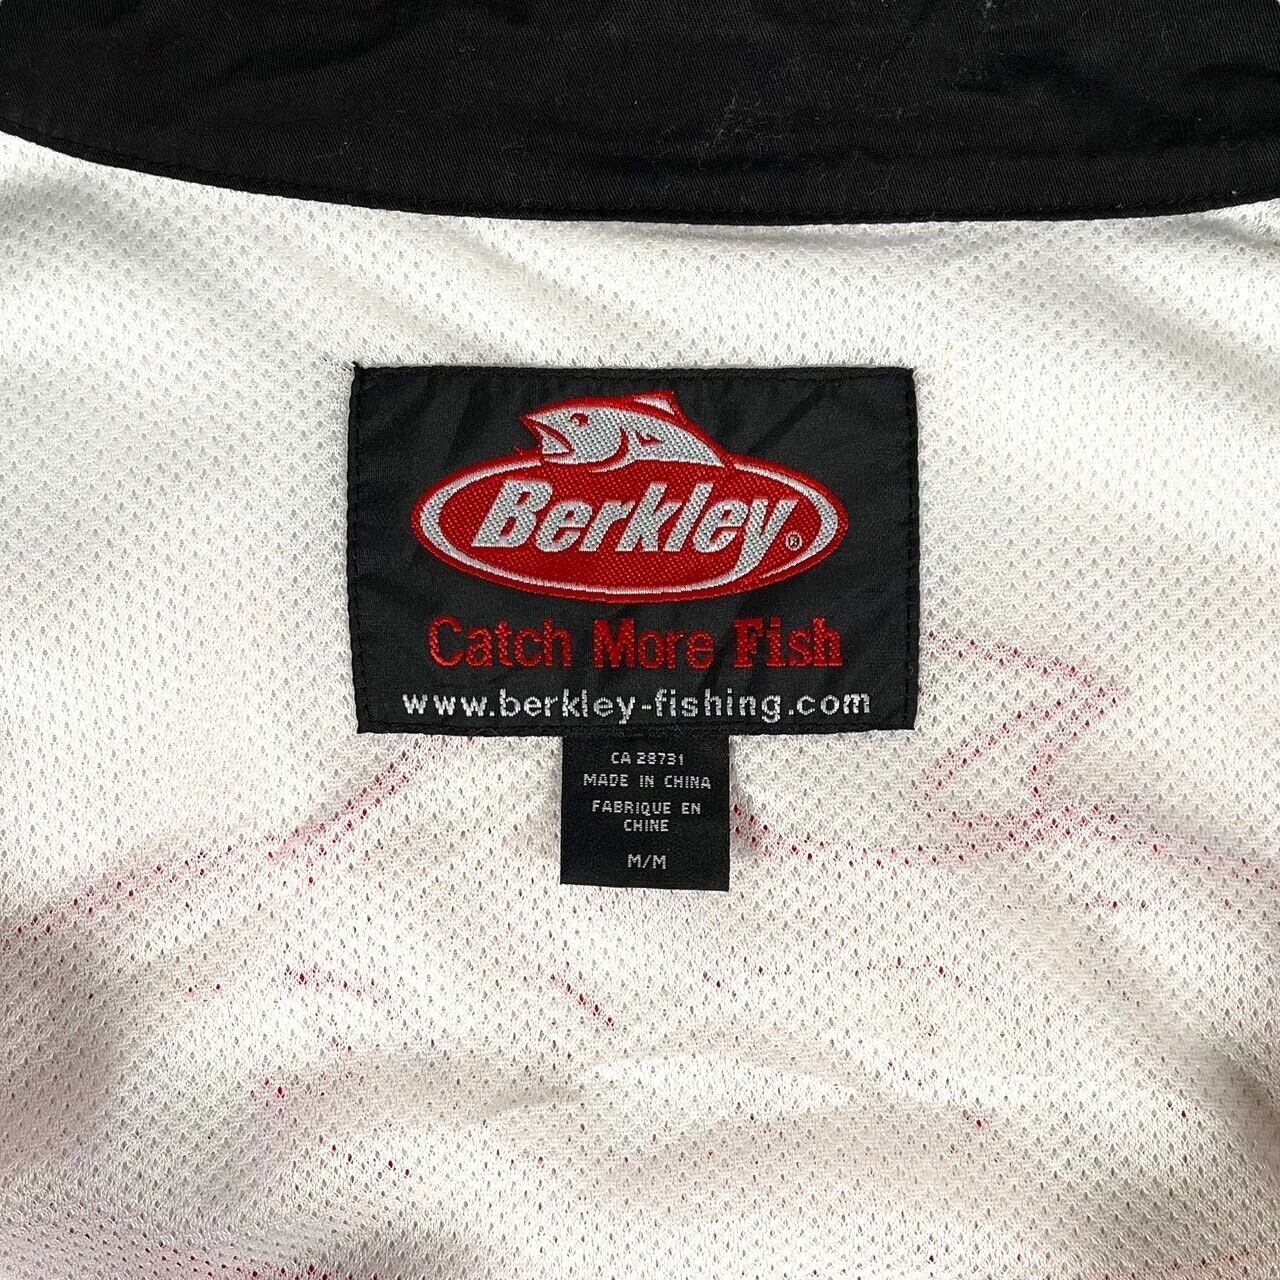 Berkley®
Catch More Fish
www.berkley-fishing.com
CA 28731
MADE IN CHINA
FABRIQUE EN
CHINE
M/M